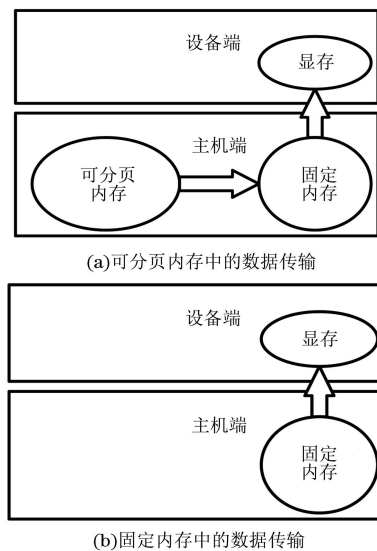 设备端
显存
主机端
可分页
内存
固定
内存
(a)可分页内存中的数据传输
设备端
显存
主机端
固定
内存
(b)固定内存中的数据传输